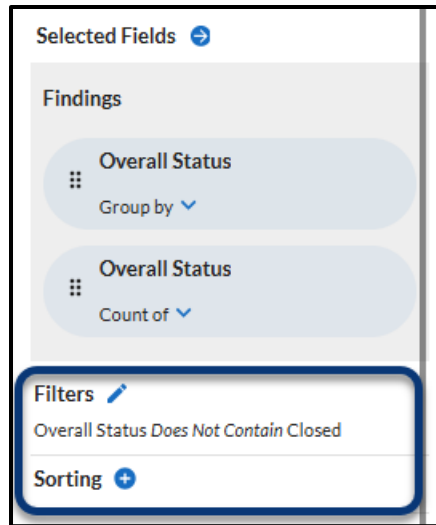 Selected Fields
Findings
Overall Status
Group by
Overall Status
Count of
Filters
Overall Status Does Not Contain Closed
Sorting